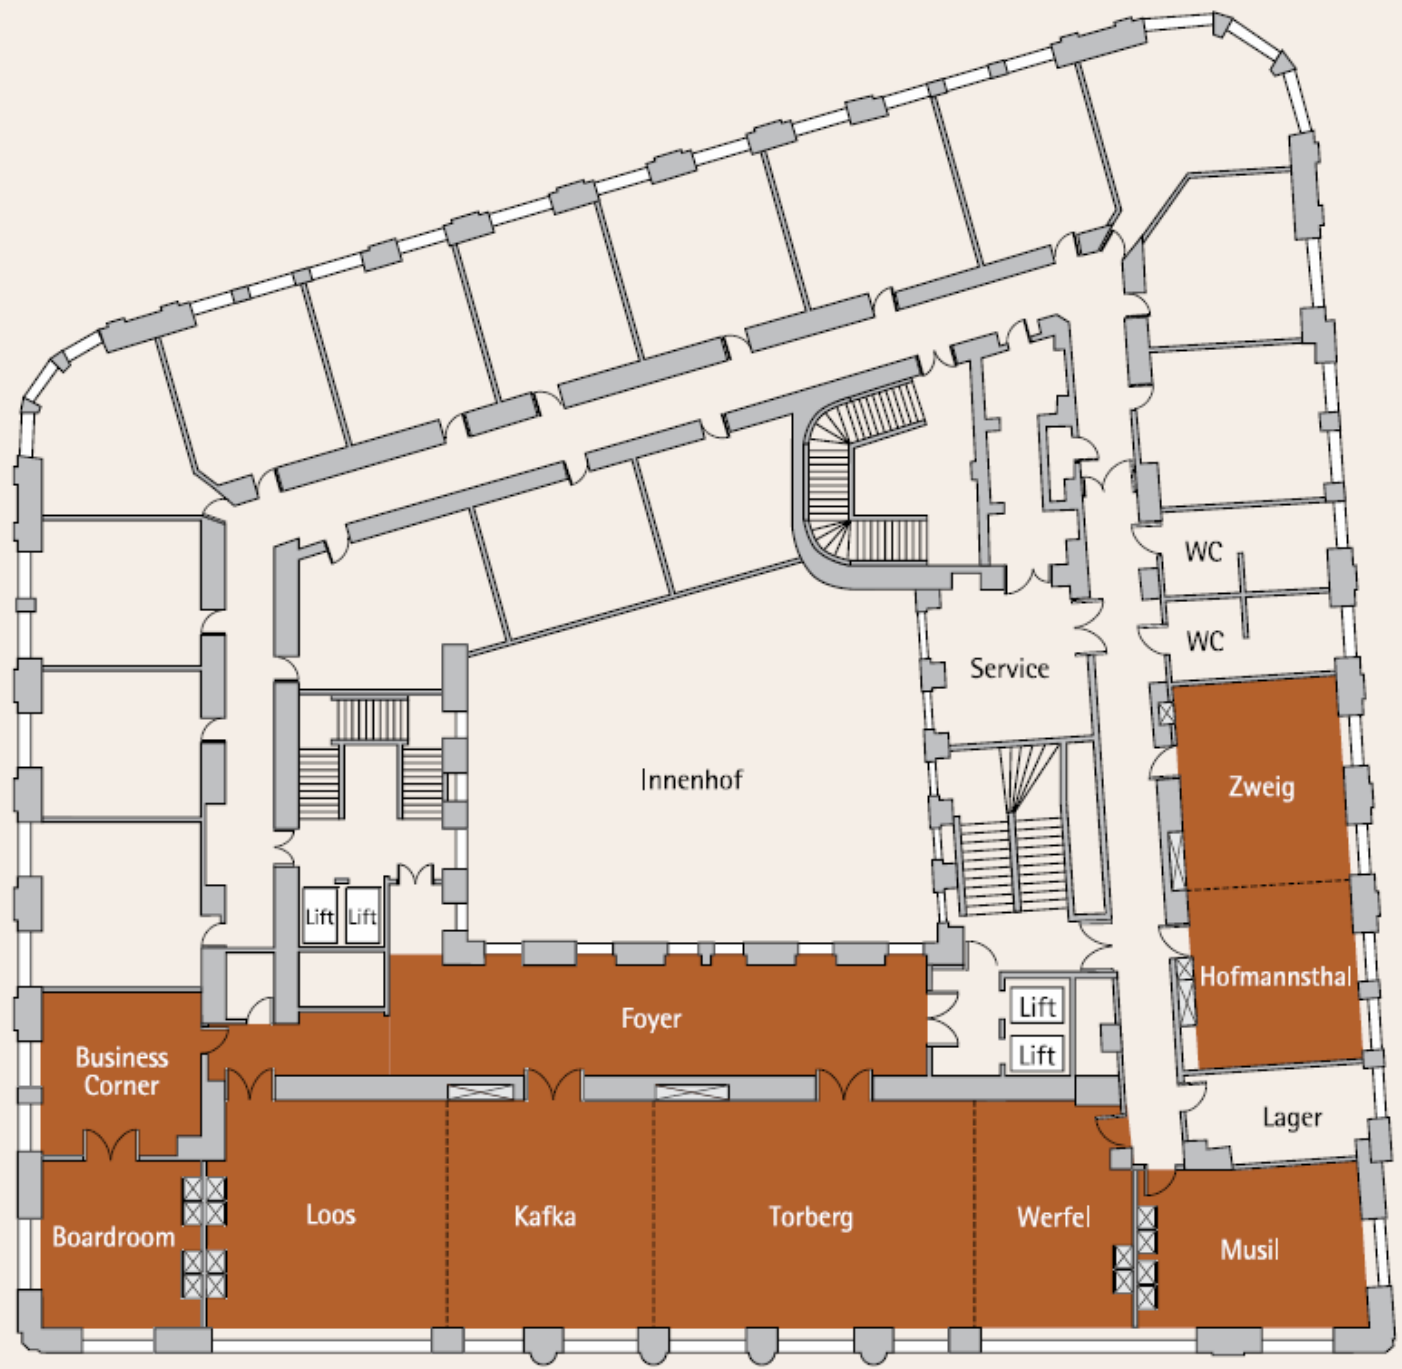 WC
WC
Service
Innenhof
Zweig
Lift
Lift
Hofmannsthal
Lift
Foyer
Lift
Business
Corner
Lager
Loos
Kafka
Torberg
Werfel
Boardroom
Musil